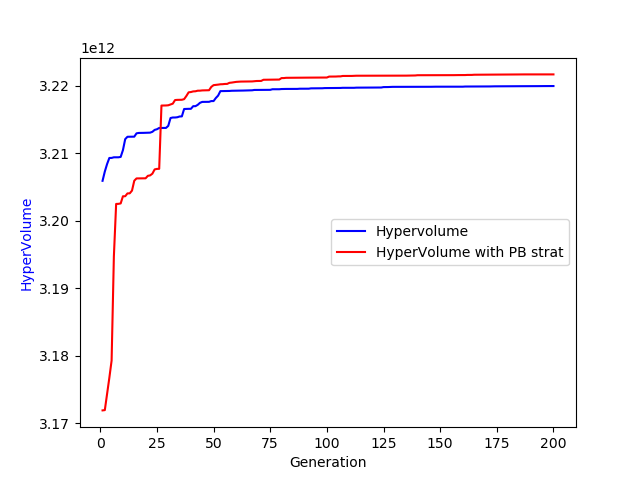 1e12
3.22
3.21
3.20
3.19
3.18
3.17
HyperVolume
Hypervolume
HyperVolume with PB strat
0 25 50 75 100 125 150 175 200
Generation